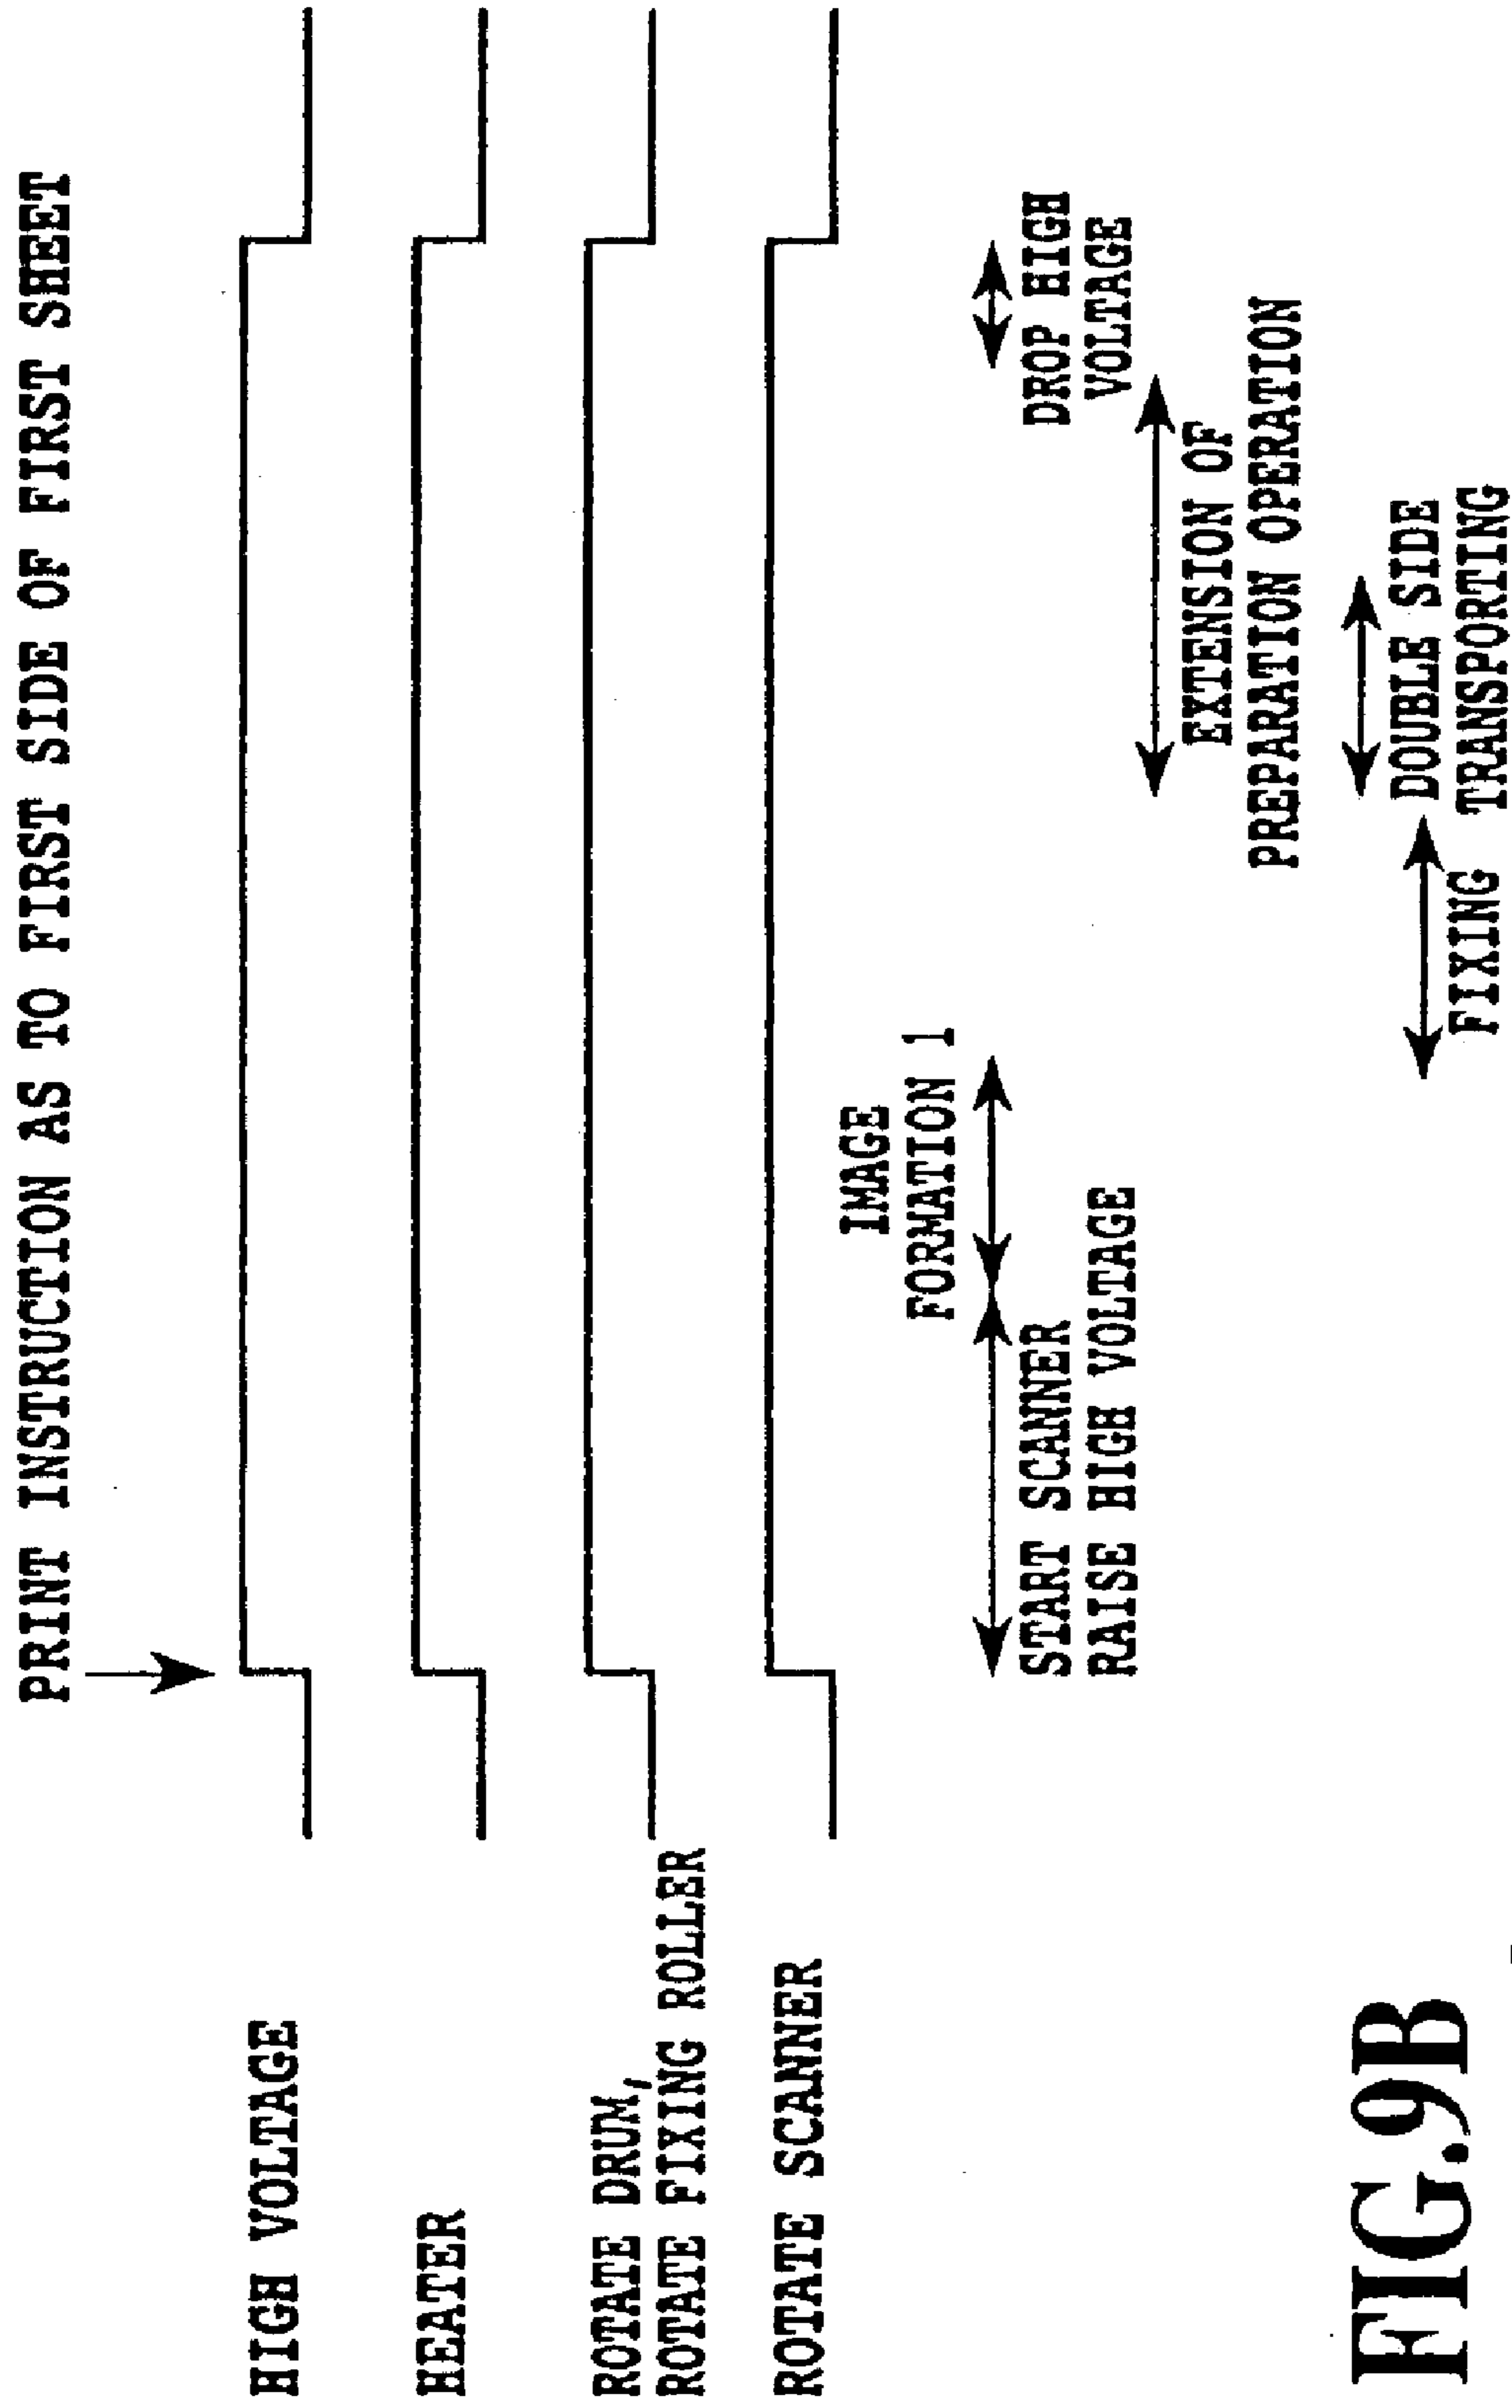 PRINT INSTRUCTION AS TO FIRST SIDE OF FIRST SHEET
HIGH VOLTAGE
HEATER
ROTATE DRUM,
ROTATE FIXING ROLLER
ROTATE SCANNER
IMAGE
FORMATION 1
START SCANNER
RAISE HIGH VOLTAGE
DROP HIGH
VOLTAGE
EXTENSION OF
PREPARATION OPERATION
DOUBLE SIDE
TRANSPORTING
FIXING
FIG.9B